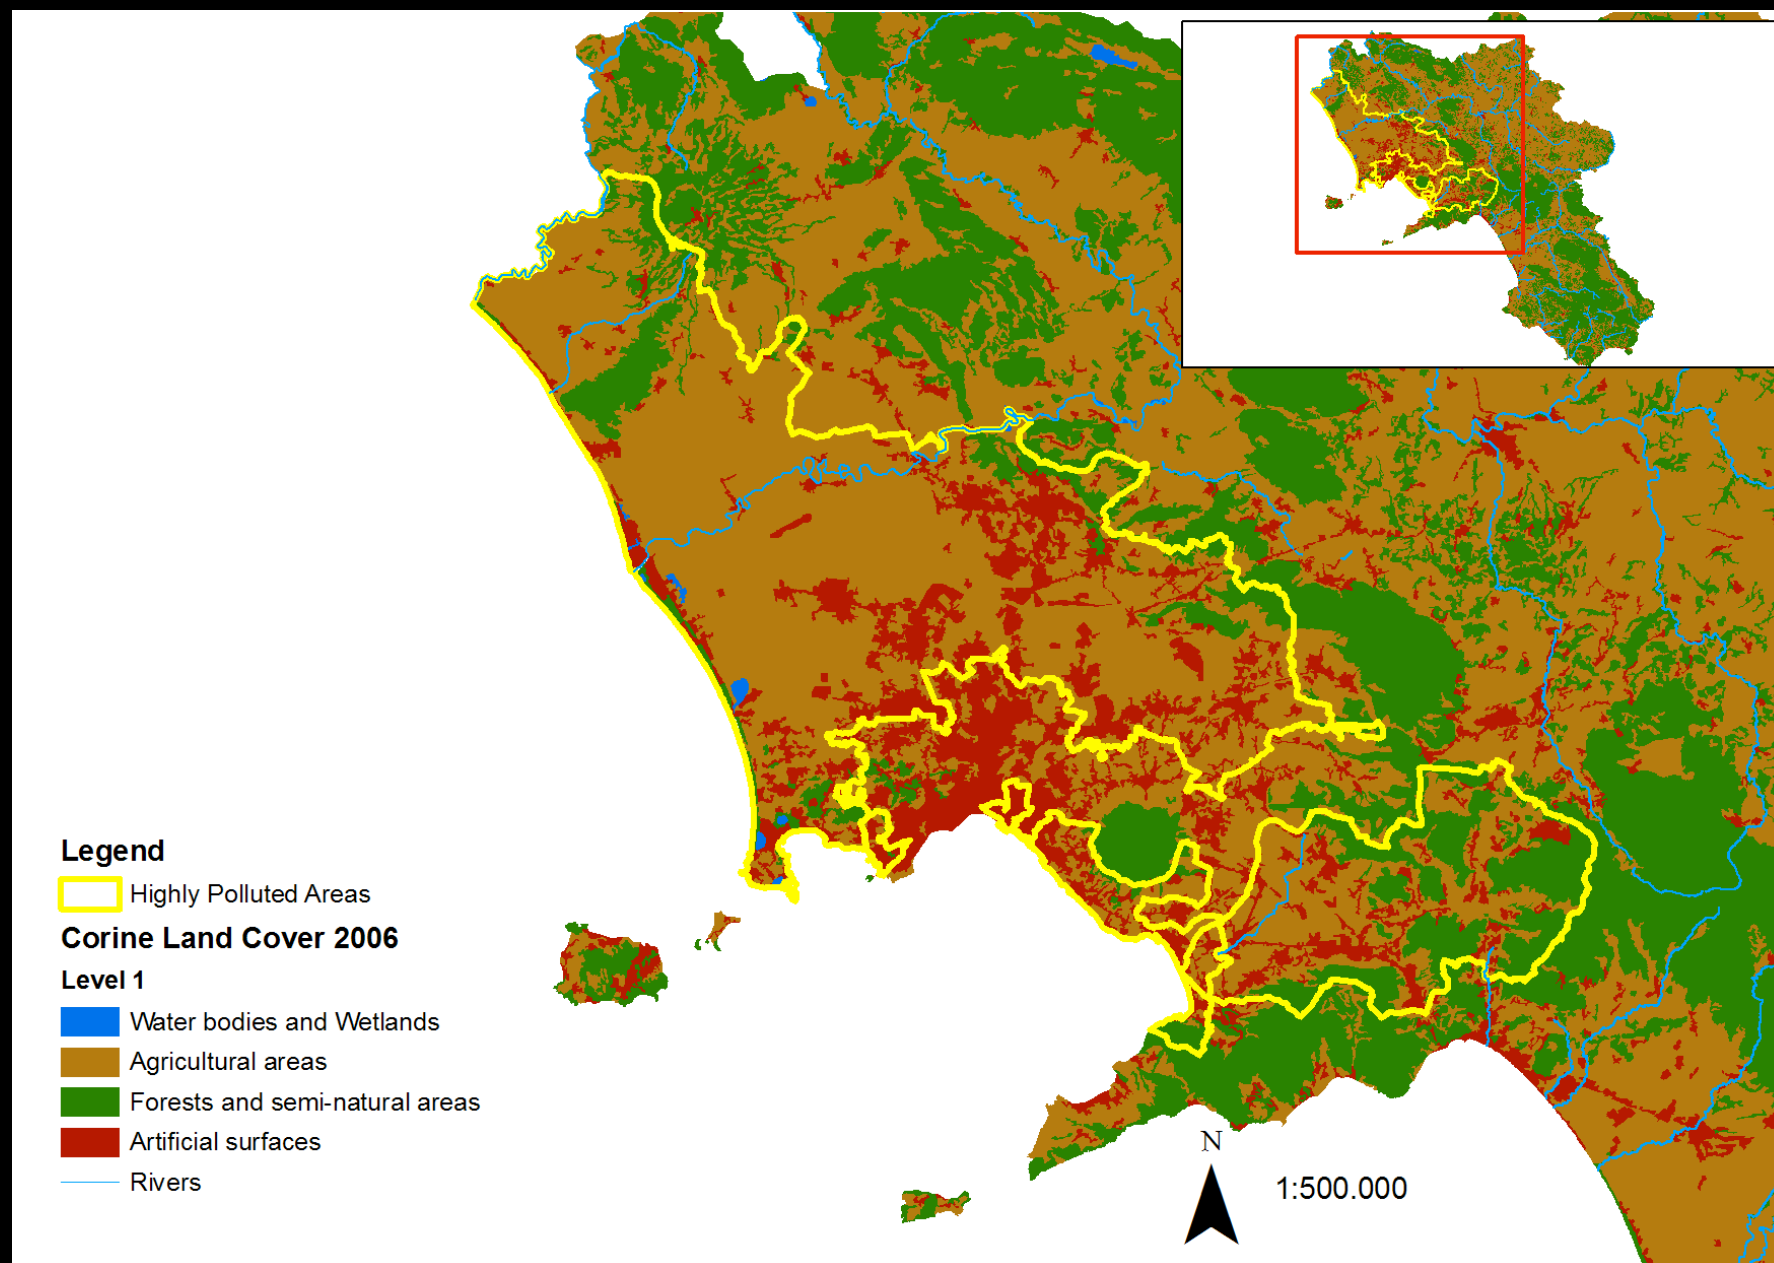 Legend
Highly Polluted Areas
Corine Land Cover 2006
Level 1
Water bodies and Wetlands
Agricultural areas
Forests and semi-natural areas
Artificial surfaces
Rivers
N
1:500.000